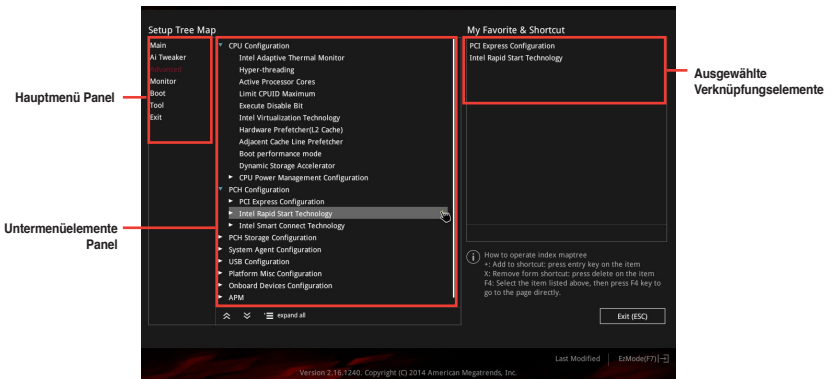 Setup Tree Map
Main
Ai Tweaker
Advanced
Monitor
Boot
Tool
Exit
CPU Configuration
Intel Adaptive Thermal Monitor
Hyper-threading
Active Processor Cores
Limit CPUID Maximum
Execute Disable Bit
Intel Virtualization Technology
Hardware Prefetcher(L2 Cache)
Adjacent Cache Line Prefetcher
Boot performance mode
Dynamic Storage Accelerator
CPU Power Management Configuration
PCH Configuration
PCI Express Configuration
Intel Rapid Start Technology
Intel Smart Connect Technology
PCH Storage Configuration
System Agent Configuration
USB Configuration
Platform Misc Configuration
Onboard Devices Configuration
APM
expand all
My Favorite & Shortcut
PCI Express Configuration
Intel Rapid Start Technology
How to operate index maptree
+: Add to shortcut: press entry key on the item
X: Remove form shortcut: press delete on the item
F4: Select the item listed above, then press F4 key to
go to the page directly.
Exit (ESC)
Last Modified
EzMode(F7)
Version 2.16.1240. Copyright (C) 2014 American Megatrends, Inc.
Hauptmenü Panel
Untermenüelemente
Panel
Ausgewählte
Verknüpfungselemente